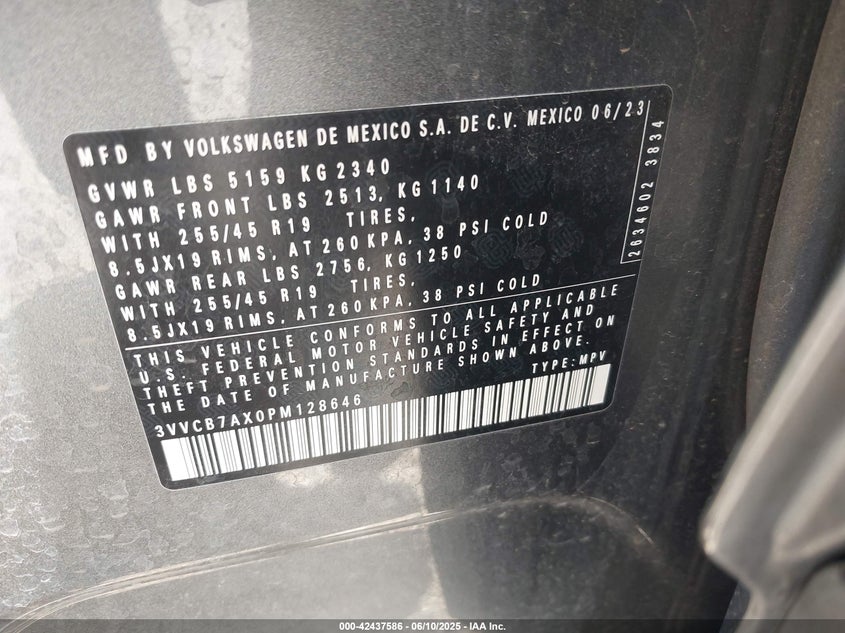 MFD BY VOLKSWAGEN DE MEXICO S.A. DE C.V. MEXICO 06/23
GVWR LBS 5159 KG 2340
GAWR FRONT LBS 2513, KG 1140
WITH 255/45 R19 TIRES,
8.5JX19 RIMS, AT 260 KPA, 38 PSI COLD
GAWR REAR LBS 2756, KG 1250
WITH 255/45 R19 TIRES,
8.5JX19 RIMS, AT 260 KPA, 38 PSI COLD
THIS VEHICLE CONFORMS TO ALL APPLICABLE
U.S. FEDERAL MOTOR VEHICLE SAFETY AND
THEFT PREVENTION STANDARDS IN EFFECT ON
THE DATE OF MANUFACTURE SHOWN ABOVE.
TYPE: MPV
3VVCB7AX0PM128646
2634602 3834
000-42437586 - 06/10/2025 - IAA Inc.